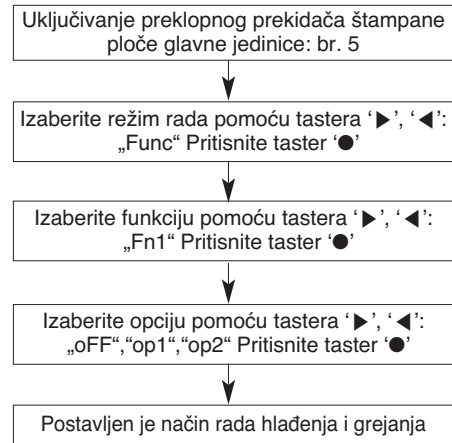 Uključivanje preklopnog prekidača štampane
ploče glavne jedinice: br. 5
Izaberite režim rada pomoću tastera ‘▶’, ‘◀’:
„Func“ Pritisnite taster ‘●’
Izaberite funkciju pomoću tastera ‘▶’, ‘◀’:
„Fn1“ Pritisnite taster ‘●’
Izaberite opciju pomoću tastera ‘▶’, ‘◀’:
„oFF“,“op1“,“op2“ Pritisnite taster ‘●’
Postavljen je način rada hlađenja i grejanja